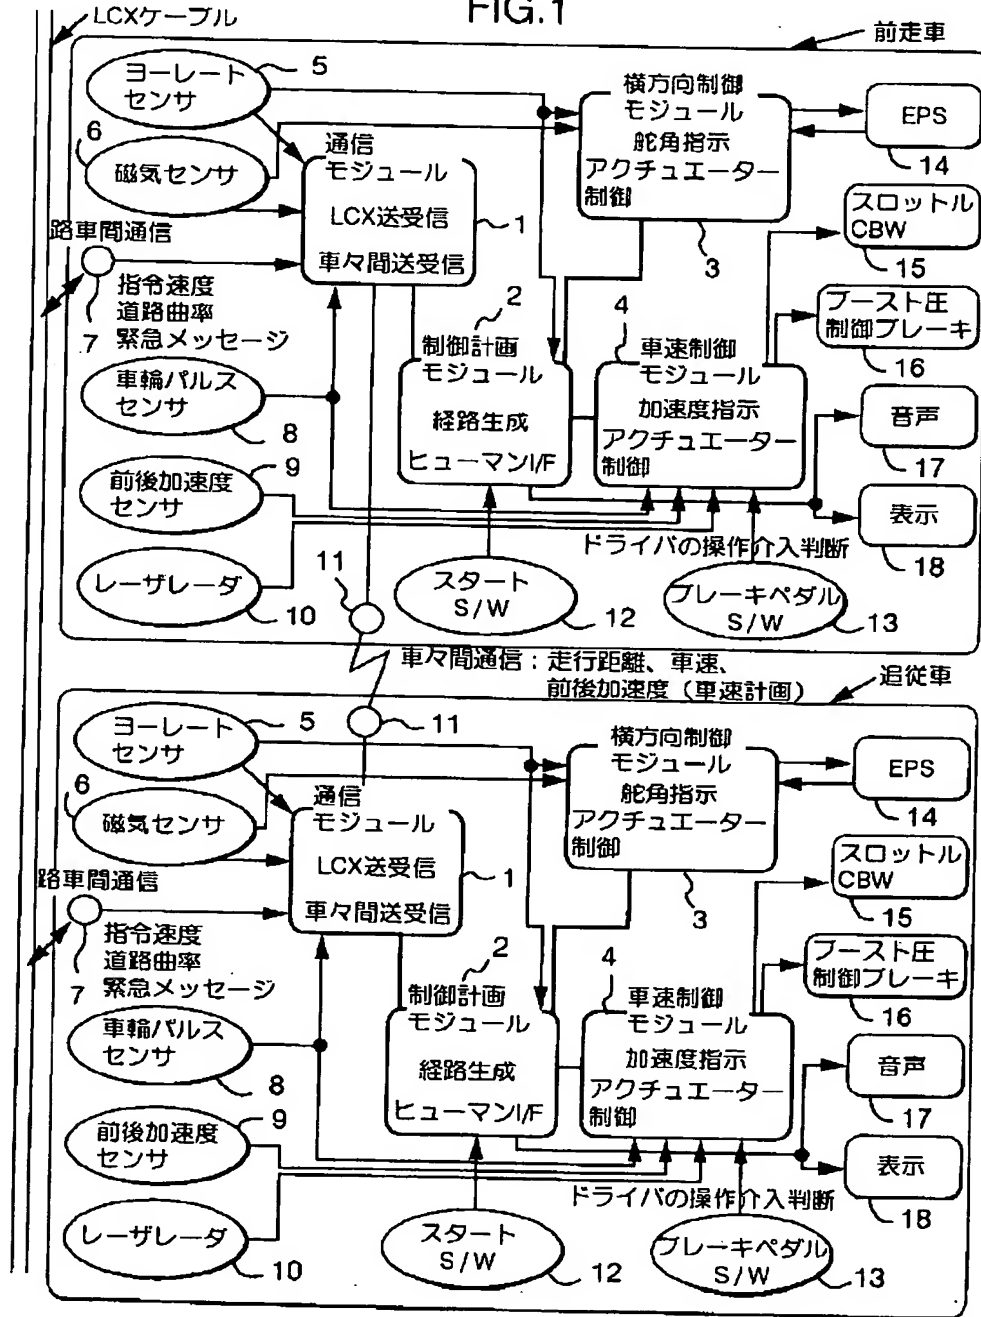 FIG.1
LCXケーブル
前走車
ヨーレート
センサ
5
6
磁気センサ
通信
モジュール
LCX送受信
車々間送受信
1
横方向制御
モジュール
舵角指示
アクチュエーター
制御
3
EPS
14
スロットル
CBW
15
路車間通信
指令速度
道路曲率
7 緊急メッセージ
2
制御計画
モジュール
経路生成
ヒューマンI/F
4
車速制御
モジュール
加速度指示
アクチュエーター
制御
ブースト圧
制御ブレーキ
16
車輪パルス
センサ
8
音声
17
9
前後加速度
センサ
表示
18
レーザレーダ
10
11
スタート
S/W
12
ドライバの操作介入判断
ブレーキペダル
S/W
13
車々間通信：走行距離、車速、
前後加速度（車速計画）
追従車
11
ヨーレート
センサ
5
6
磁気センサ
通信
モジュール
LCX送受信
車々間送受信
1
横方向制御
モジュール
舵角指示
アクチュエーター
制御
3
EPS
14
スロットル
CBW
15
路車間通信
指令速度
道路曲率
7 緊急メッセージ
2
制御計画
モジュール
経路生成
ヒューマンI/F
4
車速制御
モジュール
加速度指示
アクチュエーター
制御
ブースト圧
制御ブレーキ
16
車輪パルス
センサ
8
音声
17
9
前後加速度
センサ
表示
18
レーザレーダ
10
スタート
S/W
12
ドライバの操作介入判断
ブレーキペダル
S/W
13